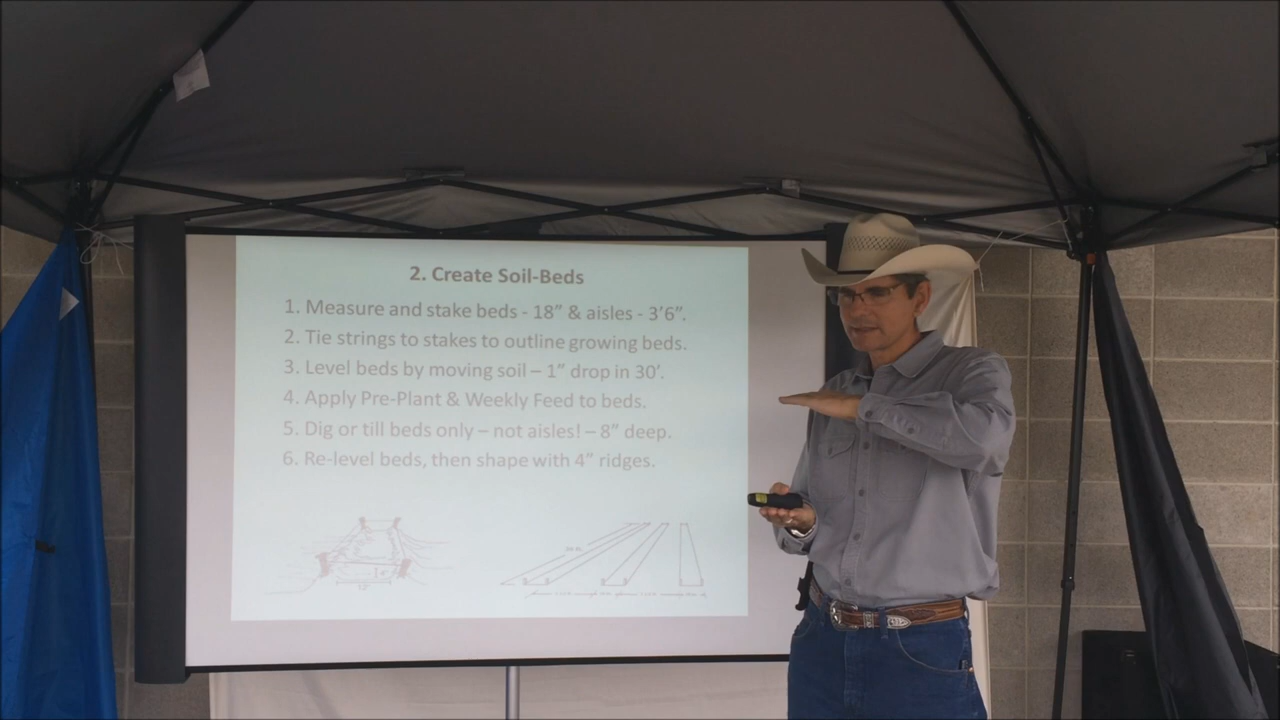 2. Create Soil-Beds
1. Measure and stake beds - 18” & aisles - 3’6”.
2. Tie strings to stakes to outline growing beds.
3. Level beds by moving soil – 1” drop in 30’.
4. Apply Pre-Plant & Weekly Feed to beds.
5. Dig or till beds only – not aisles! – 8” deep.
6. Re-level beds, then shape with 4” ridges.
12"